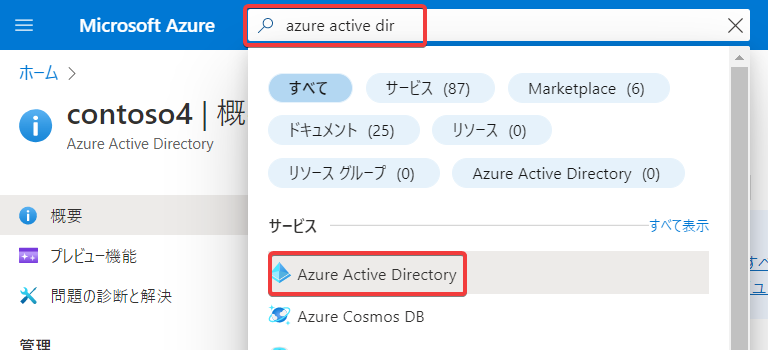 Microsoft Azure
azure active dir
ホーム
contoso4 | 概
Azure Active Directory
概要
プレビュー機能
問題の診断と解決
管理
すべて
サービス (87)
Marketplace (6)
ドキュメント (25)
リソース (0)
リソース グループ (0)
Azure Active Directory (0)
サービス
すべて表示
Azure Active Directory
Azure Cosmos DB